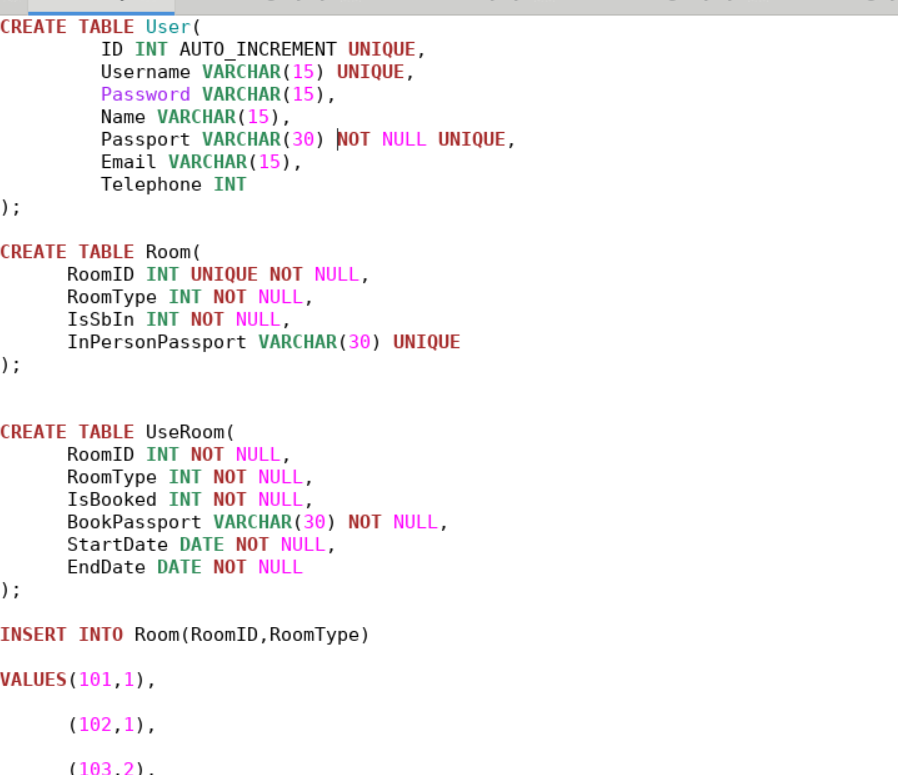 CREATE TABLE User(
ID INT AUTO_INCREMENT UNIQUE,
Username VARCHAR(15) UNIQUE,
Password VARCHAR(15),
Name VARCHAR(15),
Passport VARCHAR(30) NOT NULL UNIQUE,
Email VARCHAR(15),
Telephone INT
);
CREATE TABLE Room(
RoomID INT UNIQUE NOT NULL,
RoomType INT NOT NULL,
IsSbIn INT NOT NULL,
InPersonPassport VARCHAR(30) UNIQUE
);
CREATE TABLE UseRoom(
RoomID INT NOT NULL,
RoomType INT NOT NULL,
IsBooked INT NOT NULL,
BookPassport VARCHAR(30) NOT NULL,
StartDate DATE NOT NULL,
EndDate DATE NOT NULL
);
INSERT INTO Room(RoomID,RoomType)
VALUES(101,1),
(102,1),
(103,2),